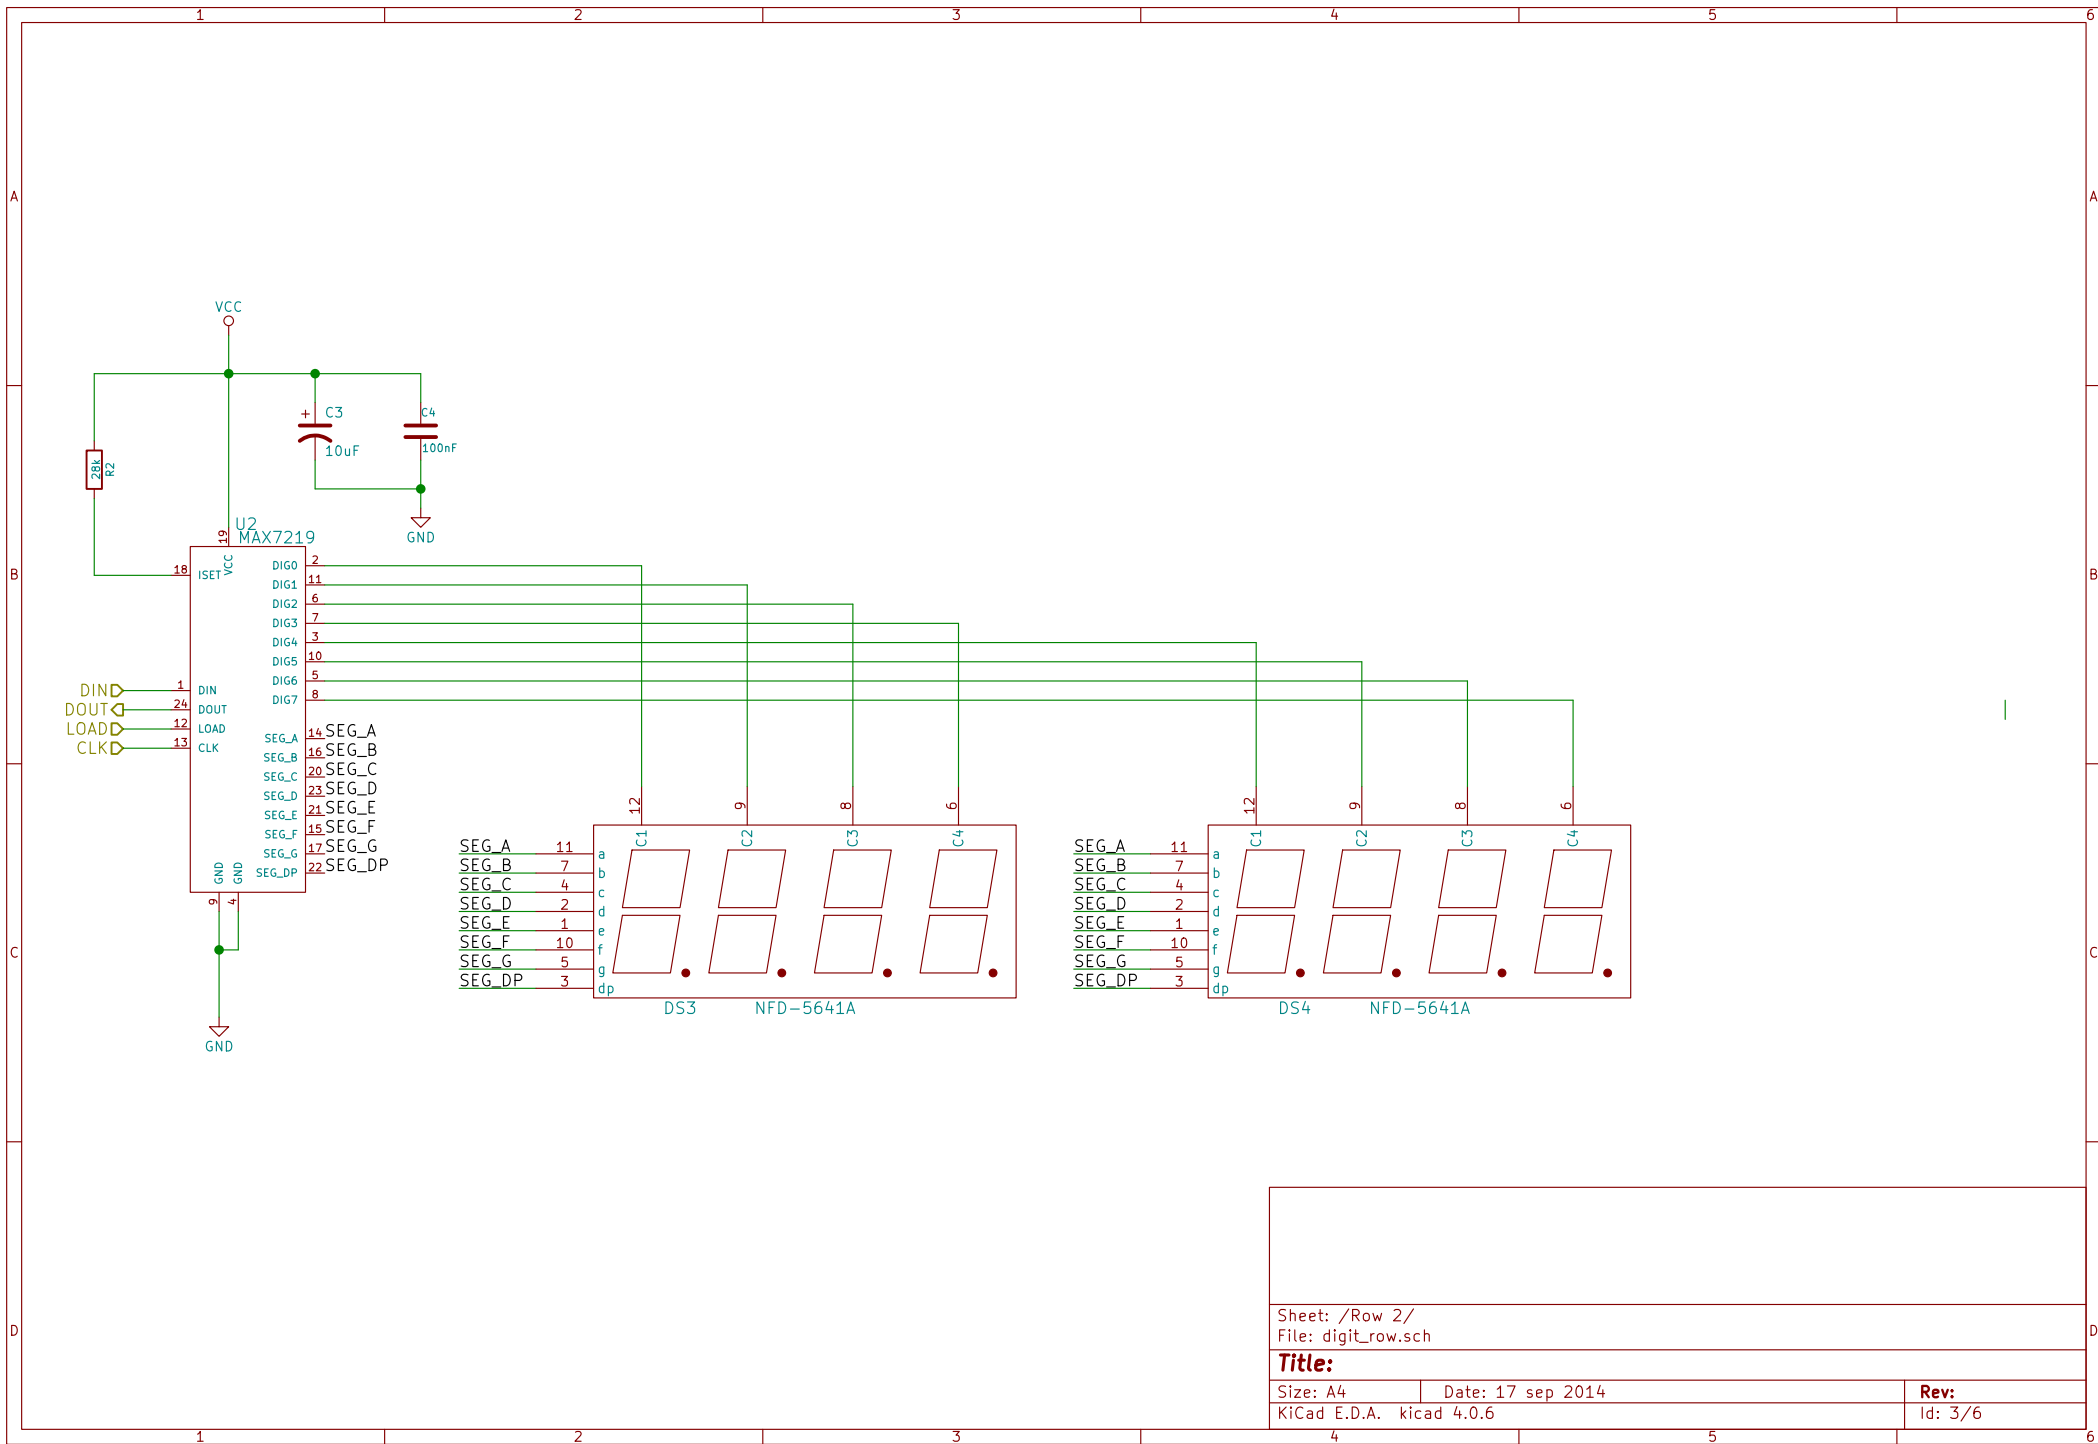 1 2 3 4 5 6
A A
VCC
+ C3
10uF
C4
100nF
28k
R2
GND
U2
MAX7219
19
VCC
B B
18 ISET
DIG0 2
DIG1 11
DIG2 6
DIG3 7
DIG4 3
DIG5 10
DIG6 5
DIG7 8
DIN 1 DIN
DOUT 24 DOUT
LOAD 12 LOAD
CLK 13 CLK
SEG_A 14 SEG_A
SEG_B 16 SEG_B
SEG_C 20 SEG_C
SEG_D 23 SEG_D
SEG_E 21 SEG_E
SEG_F 15 SEG_F
SEG_G 17 SEG_G
SEG_DP 22 SEG_DP
GND GND
9 4
GND
12 9 8 6
C1 C2 C3 C4
SEG_A 11 a
SEG_B 7 b
SEG_C 4 c
SEG_D 2 d
SEG_E 1 e
SEG_F 10 f
SEG_G 5 g
SEG_DP 3 dp
DS3 NFD-5641A
12 9 8 6
C1 C2 C3 C4
SEG_A 11 a
SEG_B 7 b
SEG_C 4 c
SEG_D 2 d
SEG_E 1 e
SEG_F 10 f
SEG_G 5 g
SEG_DP 3 dp
DS4 NFD-5641A
C C
D D
Sheet: /Row 2/
File: digit_row.sch
Title:
Size: A4 Date: 17 sep 2014 Rev:
KiCad E.D.A. kicad 4.0.6 Id: 3/6
1 2 3 4 5 6